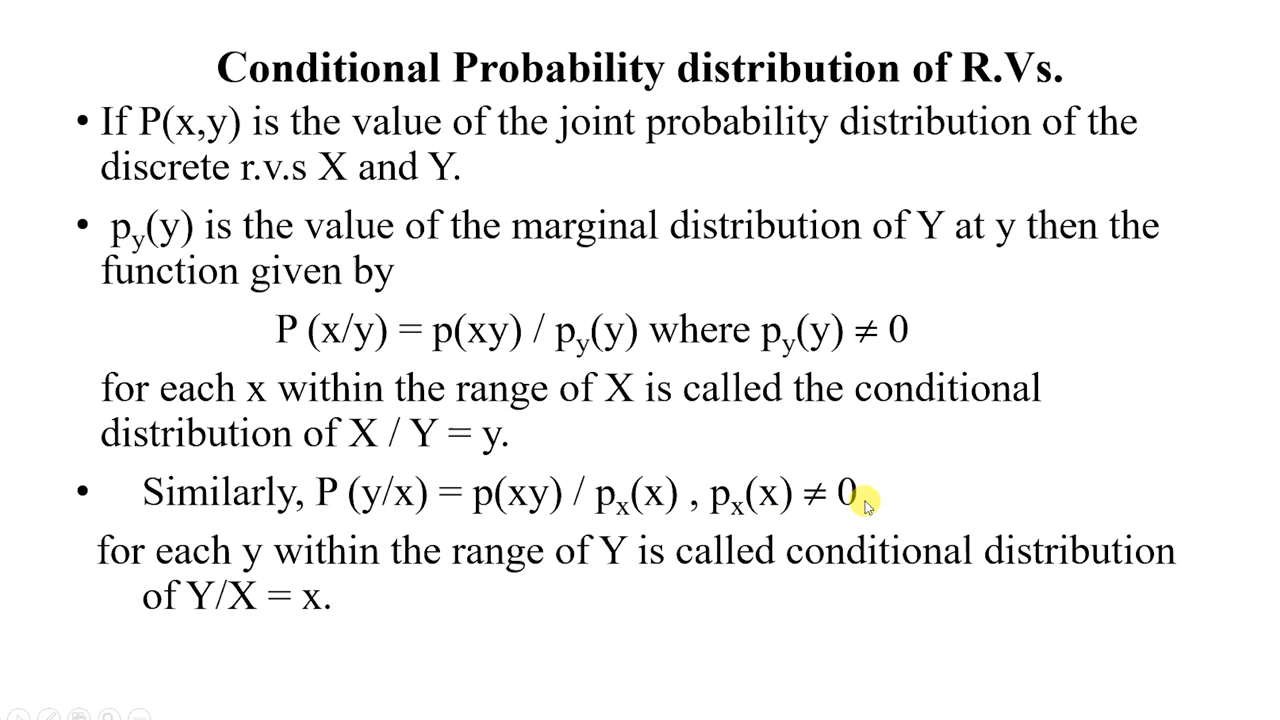 Conditional Probability distribution of R.Vs.
• If P(x,y) is the value of the joint probability distribution of the
discrete r.v.s X and Y.
• pᵧ(y) is the value of the marginal distribution of Y at y then the
function given by
P (x/y) = p(xy) / pᵧ(y) where pᵧ(y) ≠ 0
for each x within the range of X is called the conditional
distribution of X / Y = y.
• Similarly, P (y/x) = p(xy) / pₓ(x) , pₓ(x) ≠ 0
for each y within the range of Y is called conditional distribution
of Y/X = x.